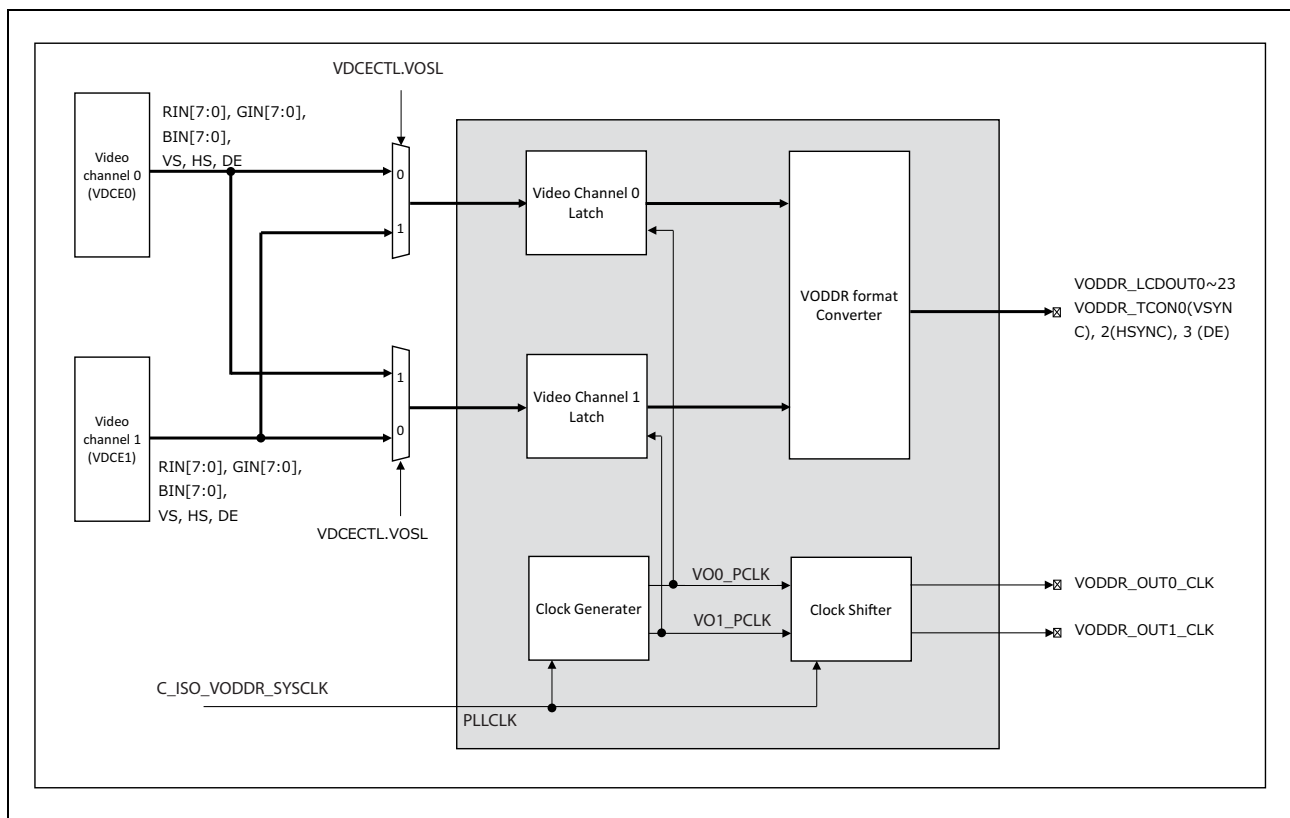 VDCECTL.VOSL
RIN[7:0], GIN[7:0],
BIN[7:0],
VS, HS, DE
Video
channel 0
(VDCE0)
0
1
Video Channel 0
Latch
VODDR format
Converter
VODDR_LCDOUT0~23
VODDR_TCON0(VSYN
C), 2(HSYNC), 3 (DE)
1
0
Video Channel 1
Latch
Video
channel 1
(VDCE1)
RIN[7:0], GIN[7:0],
BIN[7:0],
VS, HS, DE
VDCECTL.VOSL
Clock Generater
VO0_PCLK
VO1_PCLK
Clock Shifter
VODDR_OUT0_CLK
VODDR_OUT1_CLK
C_ISO_VODDR_SYSCLK
PLLCLK